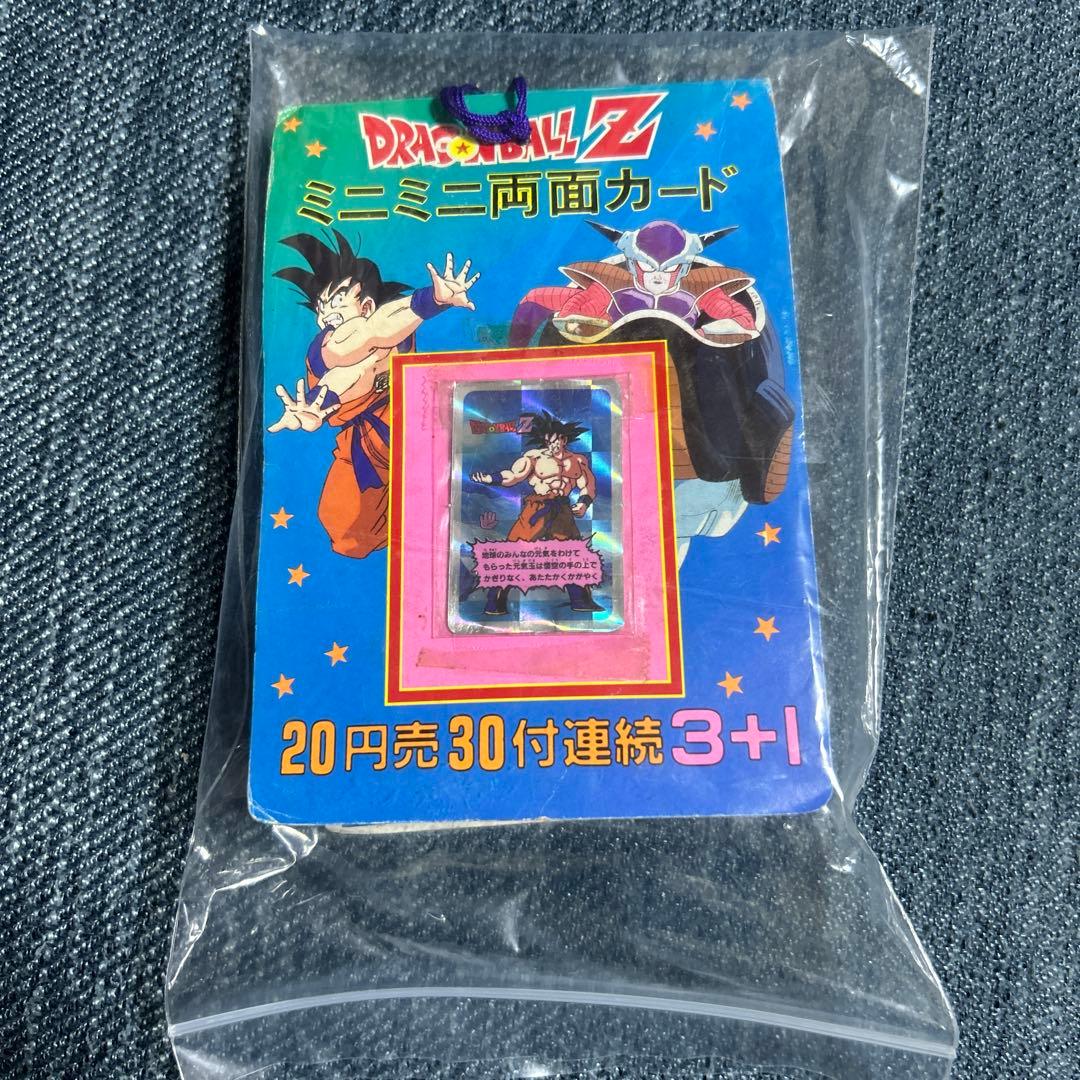 DRAGONBALL Z
ミニミニ両面カード
DRAGONBALL Z
地球のみんなの元気をわけて
もらった元気玉は悟空の手の上で
かぎりなく、あたたかくかがやく
20円売30付連続3+1